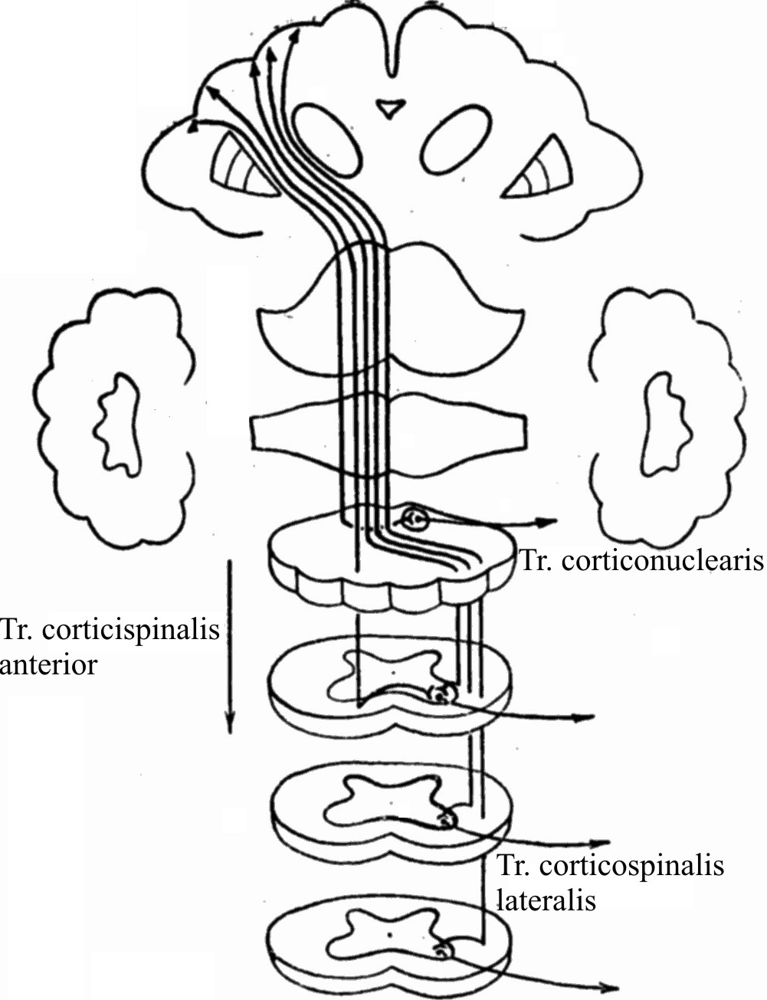 Tr. corticonuclearis
Tr. corticispinalis
anterior
Tr. corticospinalis
lateralis